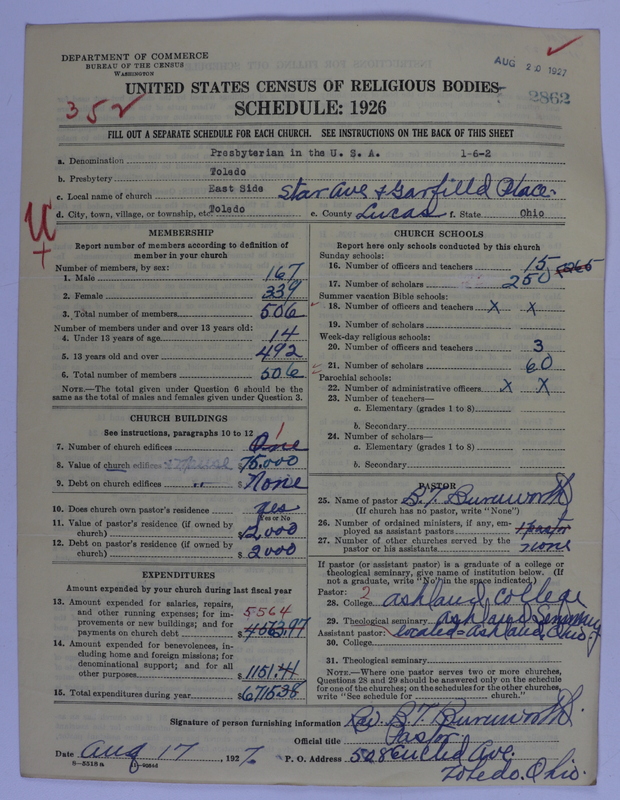 DEPARTMENT OF COMMERCE
BUREAU OF THE CENSUS
WASHINGTON
AUG 20 1927
UNITED STATES CENSUS OF RELIGIOUS BODIES
SCHEDULE: 1926
2862
352
FILL OUT A SEPARATE SCHEDULE FOR EACH CHURCH. SEE INSTRUCTIONS ON THE BACK OF THIS SHEET
a. Denomination Presbyterian in the U. S. A. 1-6-2
b. Presbytery Toledo
c. Local name of church East Side Star Ave & Garfield Place
d. City, town, village, or township, etc. Toledo e. County Lucas f. State Ohio
U
+
MEMBERSHIP
Report number of members according to definition of
member in your church
Number of members, by sex:
1. Male 167
2. Female 339
3. Total number of members 506
Number of members under and over 13 years old:
4. Under 13 years of age 14
5. 13 years old and over 492
6. Total number of members 506
NOTE.—The total given under Question 6 should be the
same as the total of males and females given under Question 3.
CHURCH BUILDINGS
See instructions, paragraphs 10 to 12
7. Number of church edifices One 1
8. Value of church edifices $75,000
9. Debt on church edifices " $None
10. Does church own pastor's residence? Yes
Yes or No
11. Value of pastor's residence (if owned by
church) $2,000
12. Debt on pastor's residence (if owned by
church) $2000
EXPENDITURES
Amount expended by your church during last fiscal year
13. Amount expended for salaries, repairs,
and other running expenses; for im- 5564
provements or new buildings; and for
payments on church debt $
14. Amount expended for benevolences, in-
cluding home and foreign missions; for
denominational support; and for all
other purposes $1151.41
15. Total expenditures during year $6715.38
CHURCH SCHOOLS
Report here only schools conducted by this church
Sunday schools:
16. Number of officers and teachers 15
17. Number of scholars 250
Summer vacation Bible schools:
18. Number of officers and teachers X X
19. Number of scholars
Week-day religious schools:
20. Number of officers and teachers 3
21. Number of scholars 60
Parochial schools:
22. Number of administrative officers X X
23. Number of teachers—
a. Elementary (grades 1 to 8)
b. Secondary
24. Number of scholars—
a. Elementary (grades 1 to 8)
b. Secondary
PASTOR
25. Name of pastor B.T. Burnworth
(If church has no pastor, write "None")
26. Number of ordained ministers, if any, em-
ployed as assistant pastors 1 pastor
27. Number of other churches served by the
pastor or his assistants none
If pastor (or assistant pastor) is a graduate of a college or
theological seminary, give name of institution below. (If
not a graduate, write "No" in the space indicated.)
Pastor: 2
28. College Ashland College
29. Theological seminary Ashland Seminary
Assistant pastor: located = Ashland, Ohio
30. College
31. Theological seminary
NOTE.—Where one pastor serves two or more churches,
Questions 28 and 29 should be answered only on the schedule
for one of the churches; on the schedules for the other churches,
write "See schedule for church."
Signature of person furnishing information Rev. B.T. Burnworth
Official title Pastor
Date Aug 17, 1927. P. O. Address 508 Euclid Ave.
Toledo, Ohio.
8—5518 a